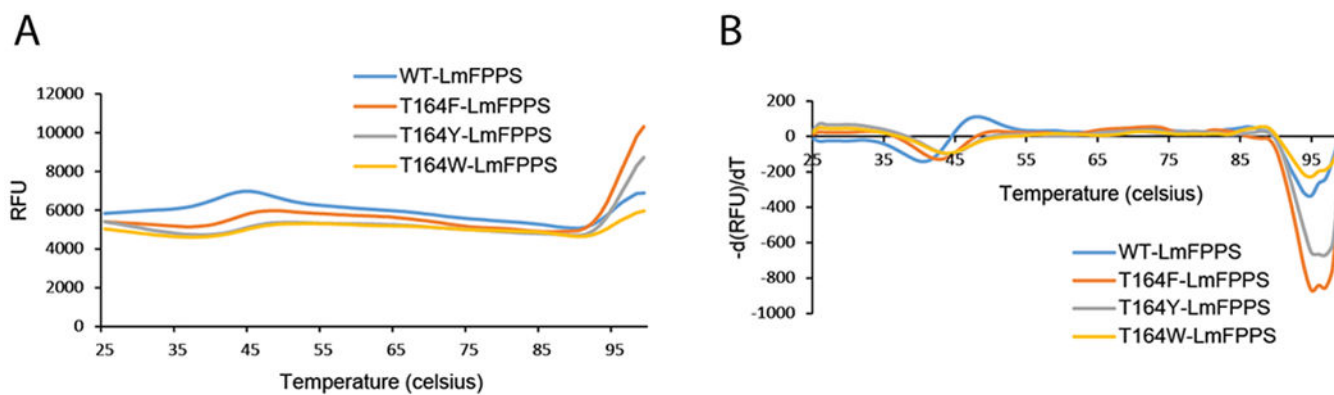 A
WT-LmFPPS
T164F-LmFPPS
T164Y-LmFPPS
T164W-LmFPPS
12000
10000
8000
6000
4000
2000
0
RFU
25 35 45 55 65 75 85 95
Temperature (celsius)
B
200
0
-200
-400
-600
-800
-1000
-d(RFU)/dT
25 35 45 55 65 75 85 95
Temperature (celsius)
WT-LmFPPS
T164F-LmFPPS
T164Y-LmFPPS
T164W-LmFPPS